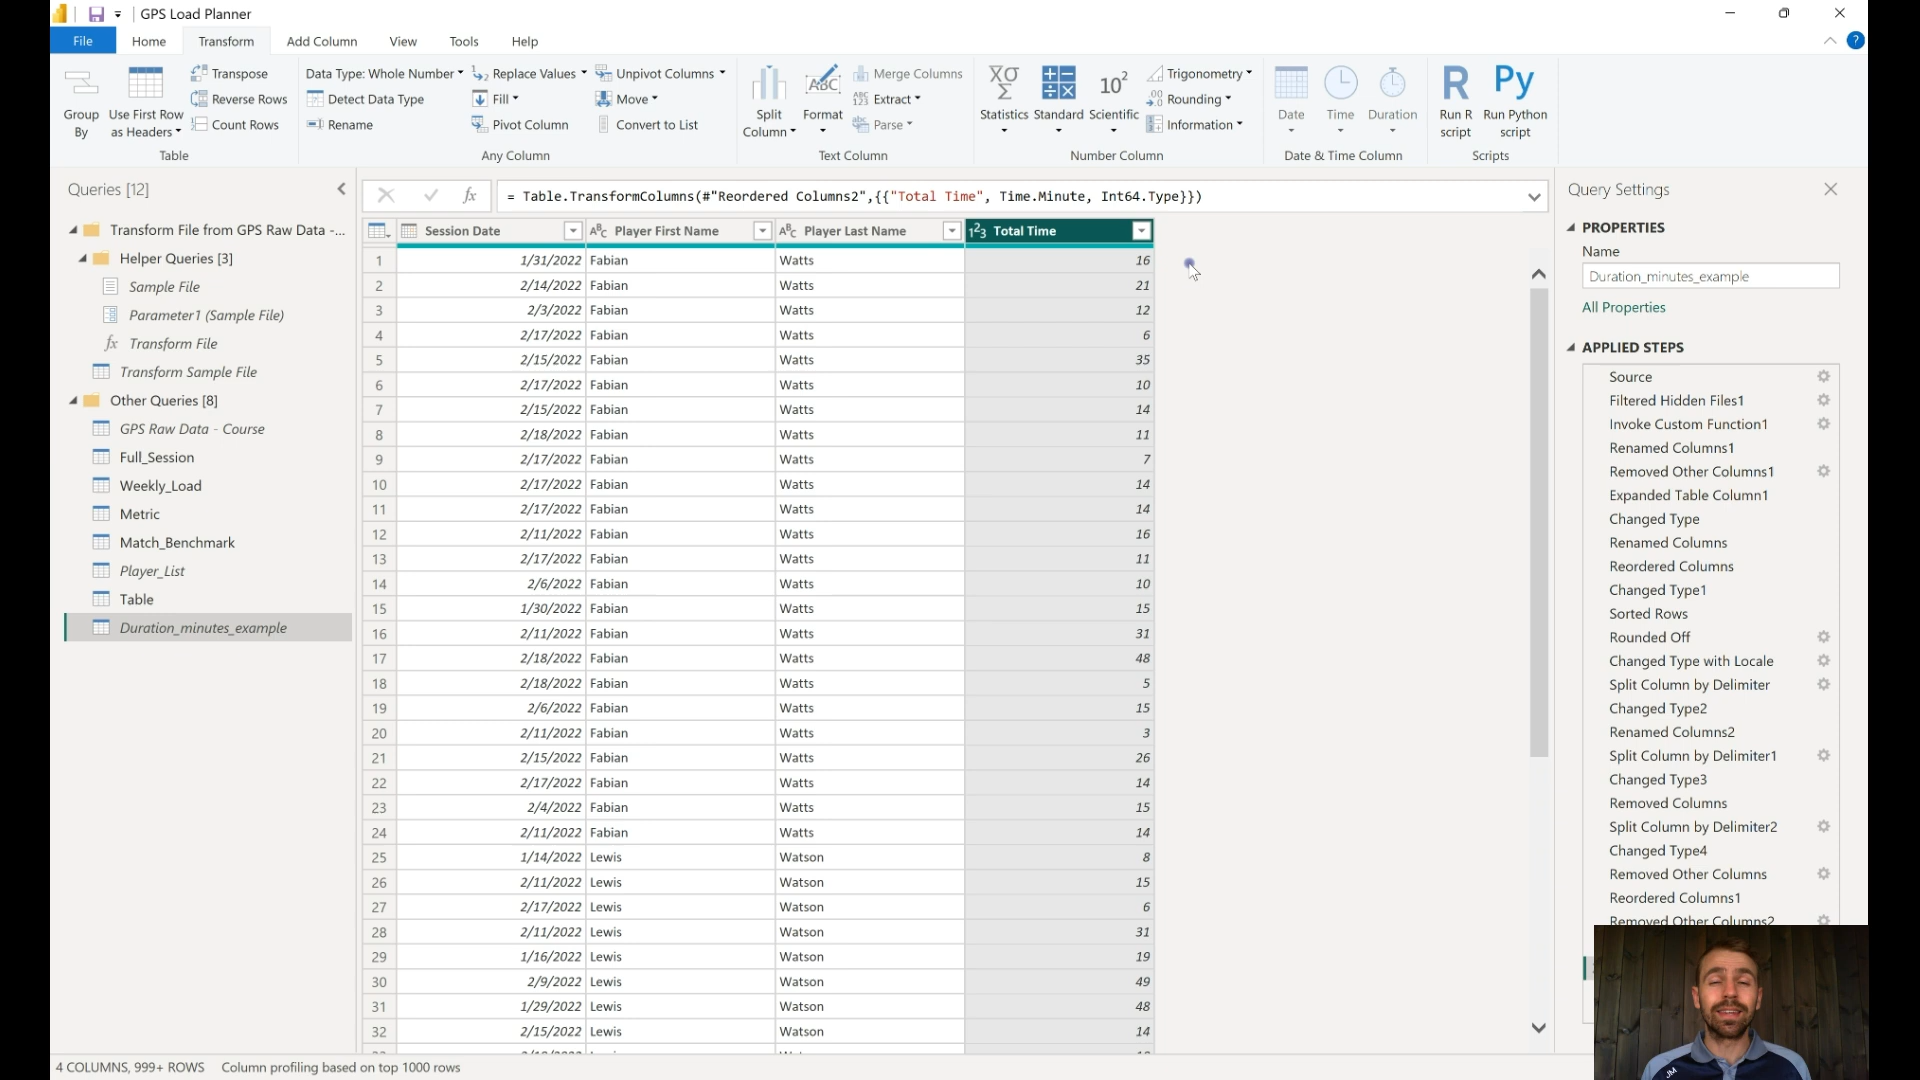 GPS Load Planner
File Home Transform Add Column View Tools Help
Group By
Use First Row as Headers
Transpose
Reverse Rows
Count Rows
Table
Data Type: Whole Number
Detect Data Type
Rename
Replace Values
Fill
Pivot Column
Unpivot Columns
Move
Convert to List
Any Column
Split Column
Format
Merge Columns
Extract
Parse
Text Column
Statistics
Standard
Scientific
Trigonometry
Rounding
Information
Number Column
Date
Time
Duration
Date & Time Column
Run R script
Run Python script
Scripts
Queries [12]
Transform File from GPS Raw Data -...
Helper Queries [3]
Sample File
Parameter1 (Sample File)
Transform File
Transform Sample File
Other Queries [8]
GPS Raw Data - Course
Full_Session
Weekly_Load
Metric
Match_Benchmark
Player_List
Table
Duration_minutes_example
= Table.TransformColumns(#"Reordered Columns2",{{"Total Time", Time.Minute, Int64.Type}})
Session Date Player First Name Player Last Name Total Time
1 1/31/2022 Fabian Watts 16
2 2/14/2022 Fabian Watts 21
3 2/3/2022 Fabian Watts 12
4 2/17/2022 Fabian Watts 6
5 2/15/2022 Fabian Watts 35
6 2/17/2022 Fabian Watts 10
7 2/15/2022 Fabian Watts 14
8 2/18/2022 Fabian Watts 11
9 2/17/2022 Fabian Watts 7
10 2/17/2022 Fabian Watts 14
11 2/17/2022 Fabian Watts 14
12 2/11/2022 Fabian Watts 16
13 2/17/2022 Fabian Watts 11
14 2/6/2022 Fabian Watts 10
15 1/30/2022 Fabian Watts 15
16 2/11/2022 Fabian Watts 31
17 2/18/2022 Fabian Watts 48
18 2/18/2022 Fabian Watts 5
19 2/6/2022 Fabian Watts 15
20 2/11/2022 Fabian Watts 3
21 2/15/2022 Fabian Watts 26
22 2/17/2022 Fabian Watts 14
23 2/4/2022 Fabian Watts 15
24 2/11/2022 Fabian Watts 14
25 1/14/2022 Lewis Watson 8
26 2/11/2022 Lewis Watson 15
27 2/17/2022 Lewis Watson 6
28 2/11/2022 Lewis Watson 31
29 1/16/2022 Lewis Watson 19
30 2/9/2022 Lewis Watson 49
31 1/29/2022 Lewis Watson 48
32 2/15/2022 Lewis Watson 14
Query Settings
PROPERTIES
Name
Duration_minutes_example
All Properties
APPLIED STEPS
Source
Filtered Hidden Files1
Invoke Custom Function1
Renamed Columns1
Removed Other Columns1
Expanded Table Column1
Changed Type
Renamed Columns
Reordered Columns
Changed Type1
Sorted Rows
Rounded Off
Changed Type with Locale
Split Column by Delimiter
Changed Type2
Renamed Columns2
Split Column by Delimiter1
Changed Type3
Removed Columns
Split Column by Delimiter2
Changed Type4
Removed Other Columns
Reordered Columns1
Removed Other Columns2
JM
4 COLUMNS, 999+ ROWS Column profiling based on top 1000 rows